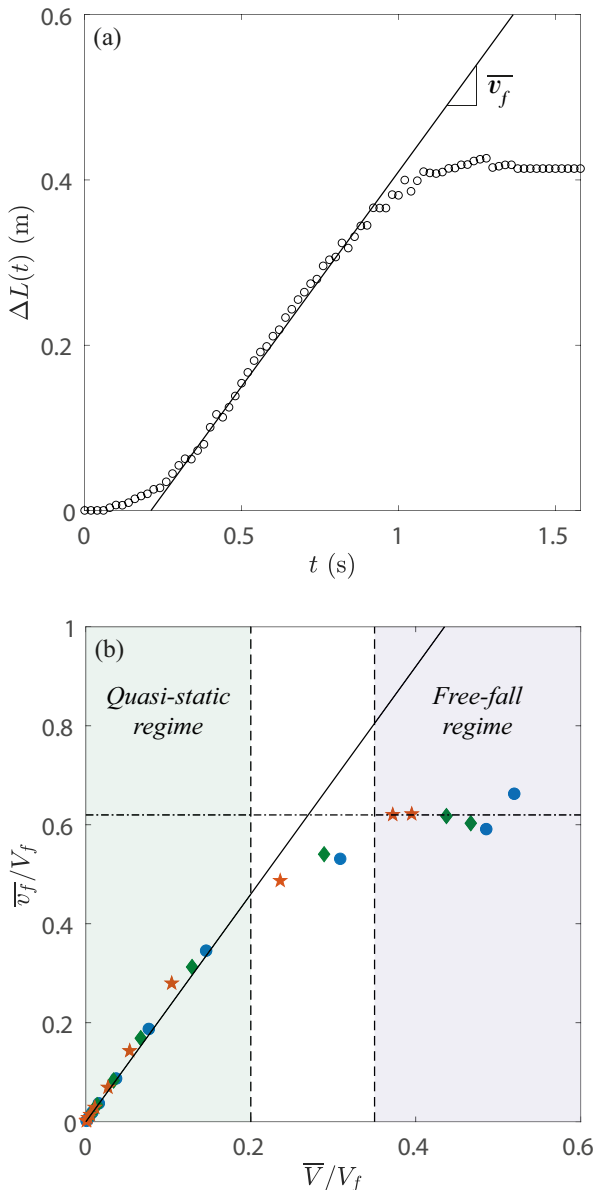 (a)
0.6
0.4
0.2
0
ΔL(t) (m)
v̅_f
0 0.5 1 1.5
t (s)
(b)
1
0.8
0.6
0.4
0.2
0
v̅_f/V_f
Quasi-static
regime
Free-fall
regime
0 0.2 0.4 0.6
V̅/V_f